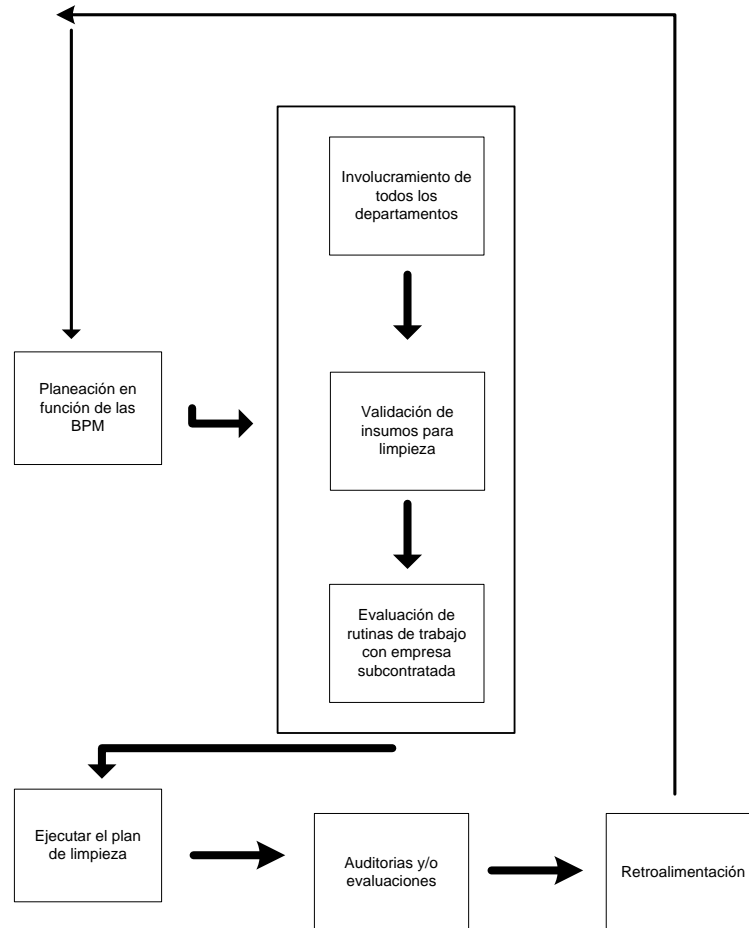 Involucramiento de
todos los
departamentos
Planeación en
función de las
BPM
Validación de
insumos para
limpieza
Evaluación de
rutinas de trabajo
con empresa
subcontratada
Ejecutar el plan
de limpieza
Auditorias y/o
evaluaciones
Retroalimentación